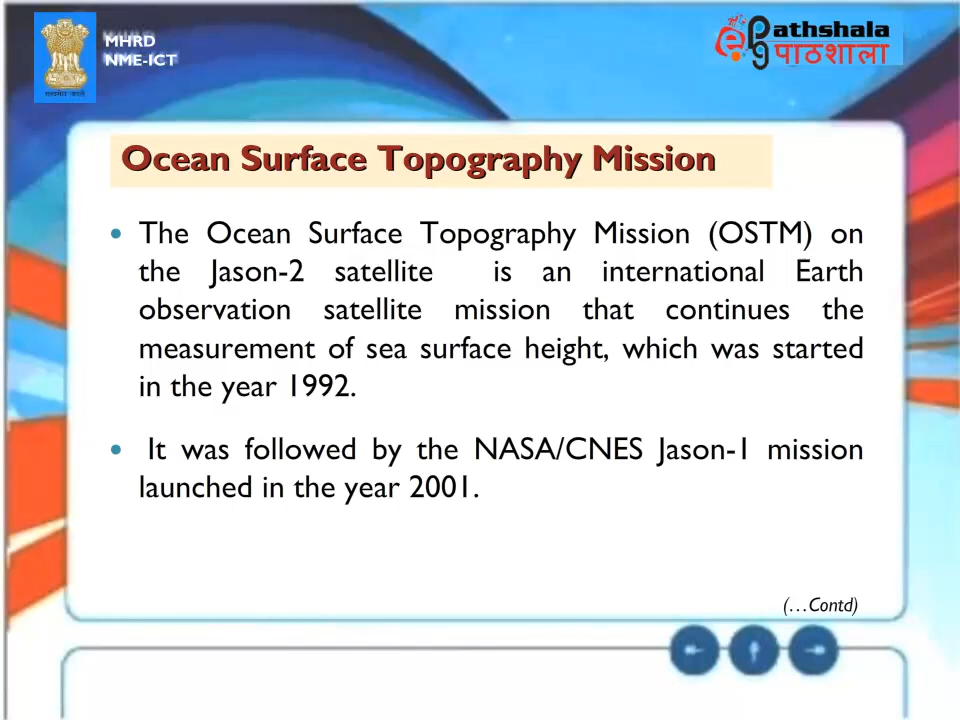 MHRD
NME-ICT
ePG Pathshala
पाठशाला
Ocean Surface Topography Mission
• The Ocean Surface Topography Mission (OSTM) on
the Jason-2 satellite is an international Earth
observation satellite mission that continues the
measurement of sea surface height, which was started
in the year 1992.
• It was followed by the NASA/CNES Jason-1 mission
launched in the year 2001.
(...Contd)